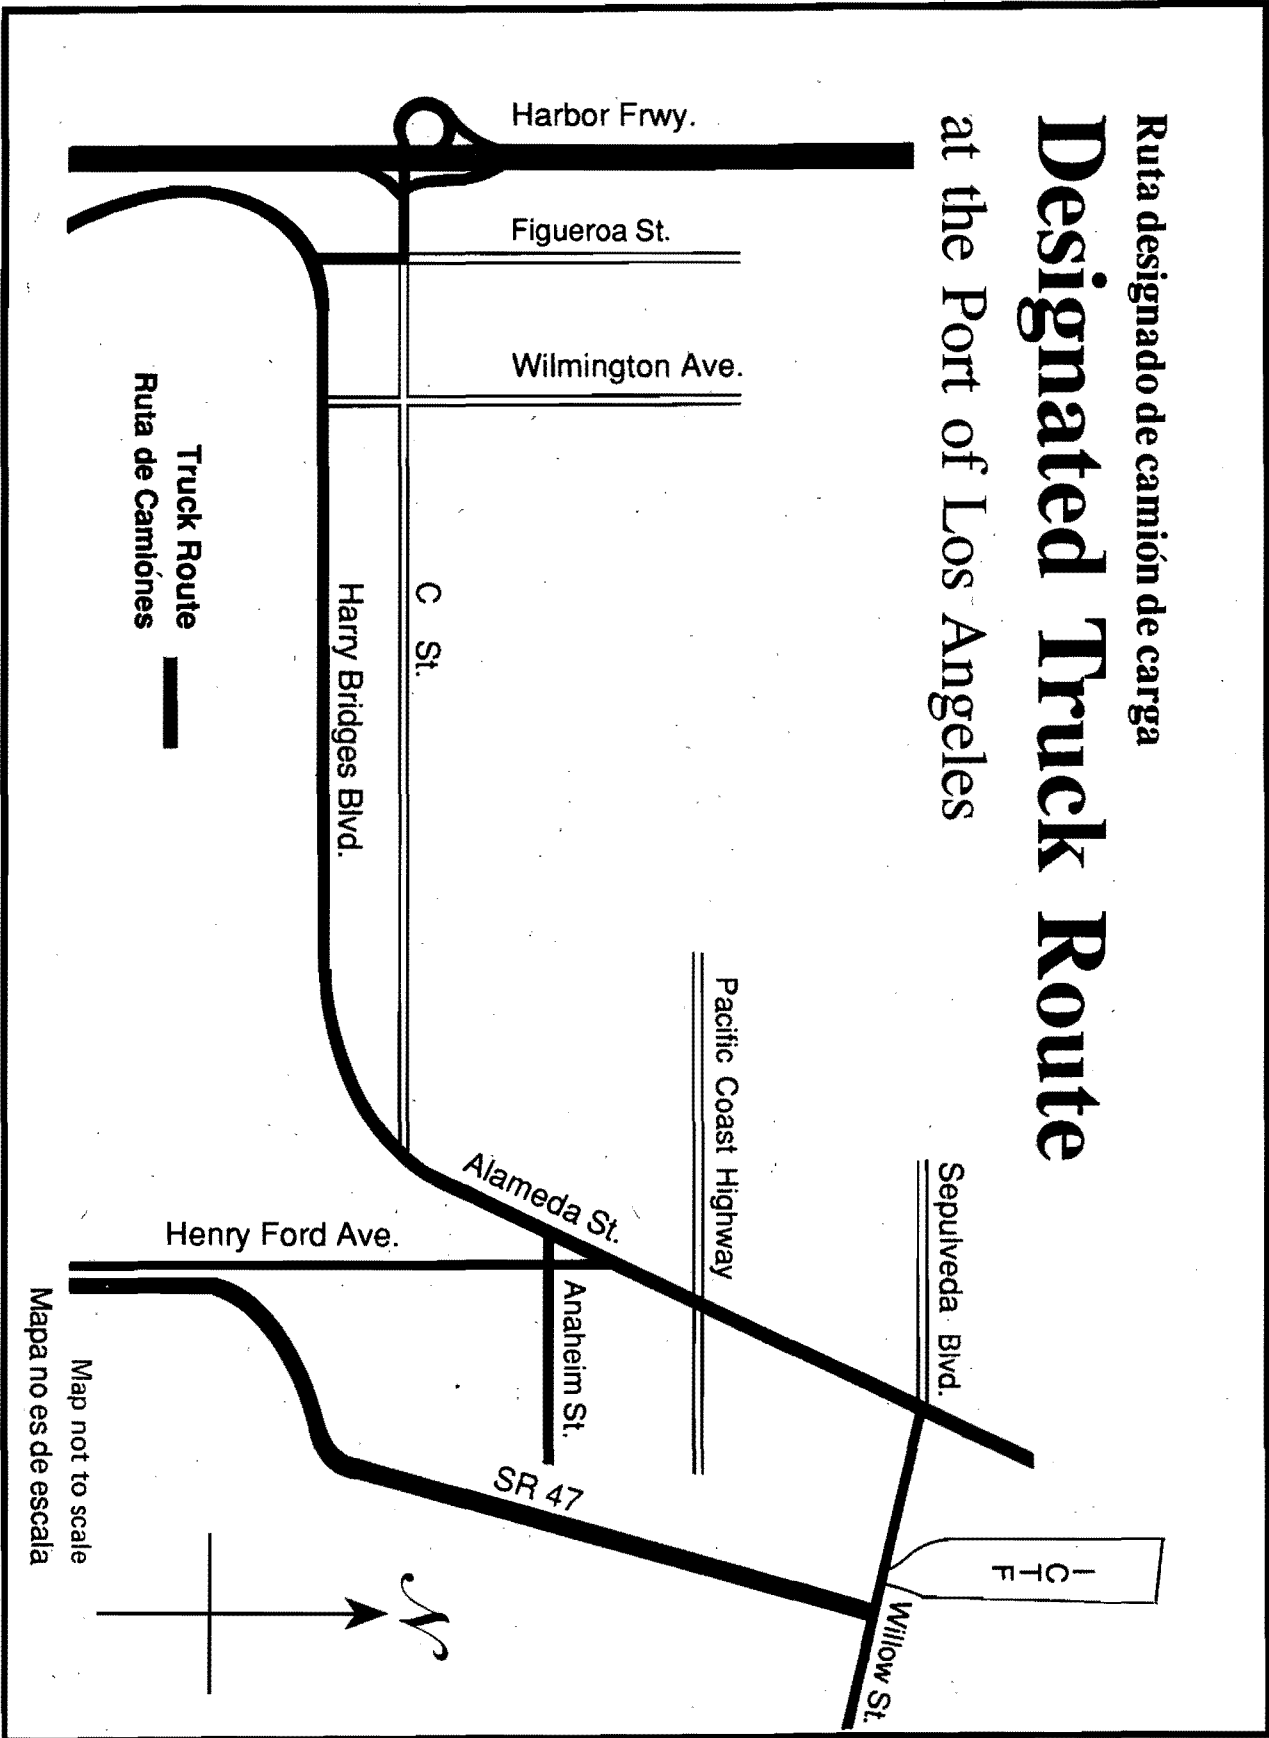 Ruta designado de camión de carga
Designated Truck Route
at the Port of Los Angeles
Harbor Frwy.
Figueroa St.
Wilmington Ave.
C St.
Harry Bridges Blvd.
Truck Route
Ruta de Camiónes
Pacific Coast Highway
Sepulveda Blvd.
Alameda St.
Henry Ford Ave.
Anaheim St.
SR 47
I
C
T
F
Willow St.
N
Map not to scale
Mapa no es de escala